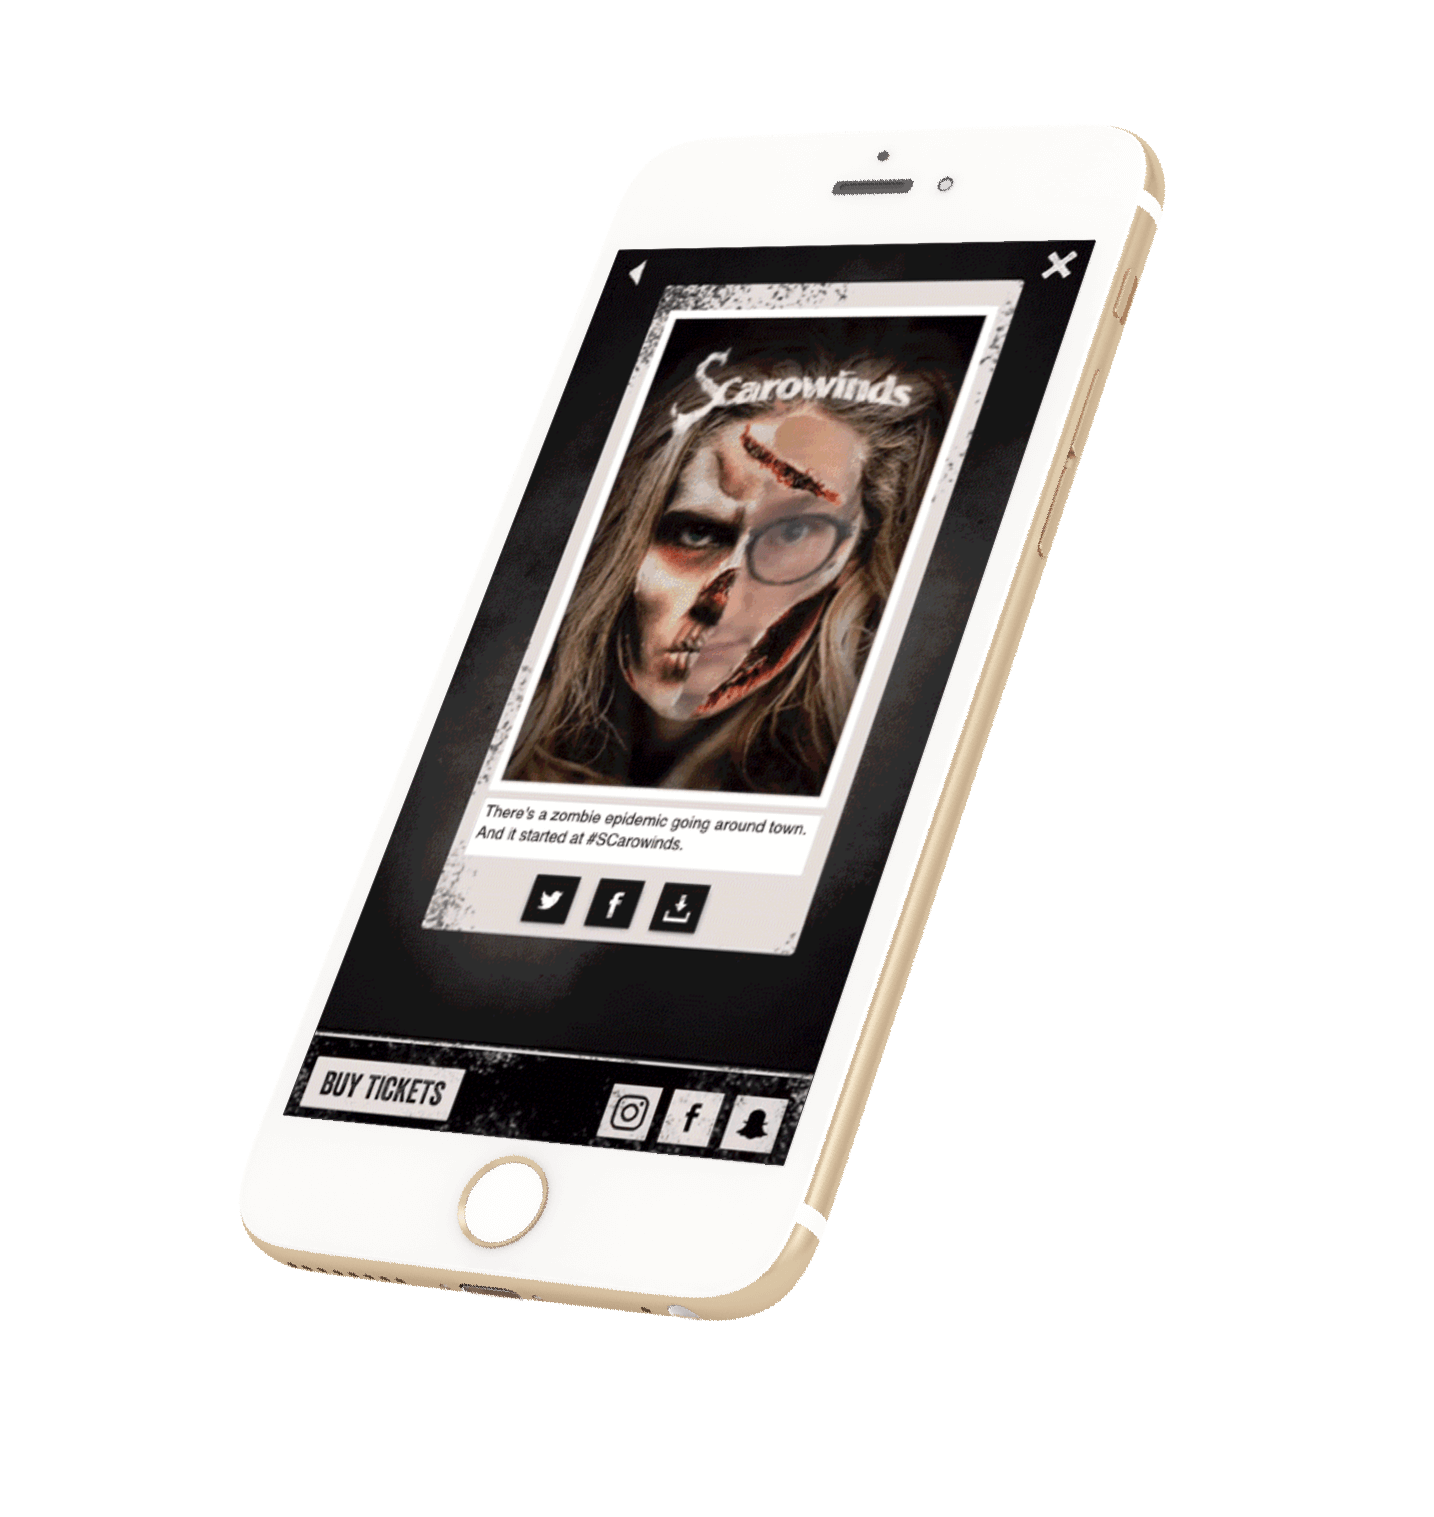 Scarowinds
There's a zombie epidemic going around town.
And it started at #SCarowinds.
BUY TICKETS